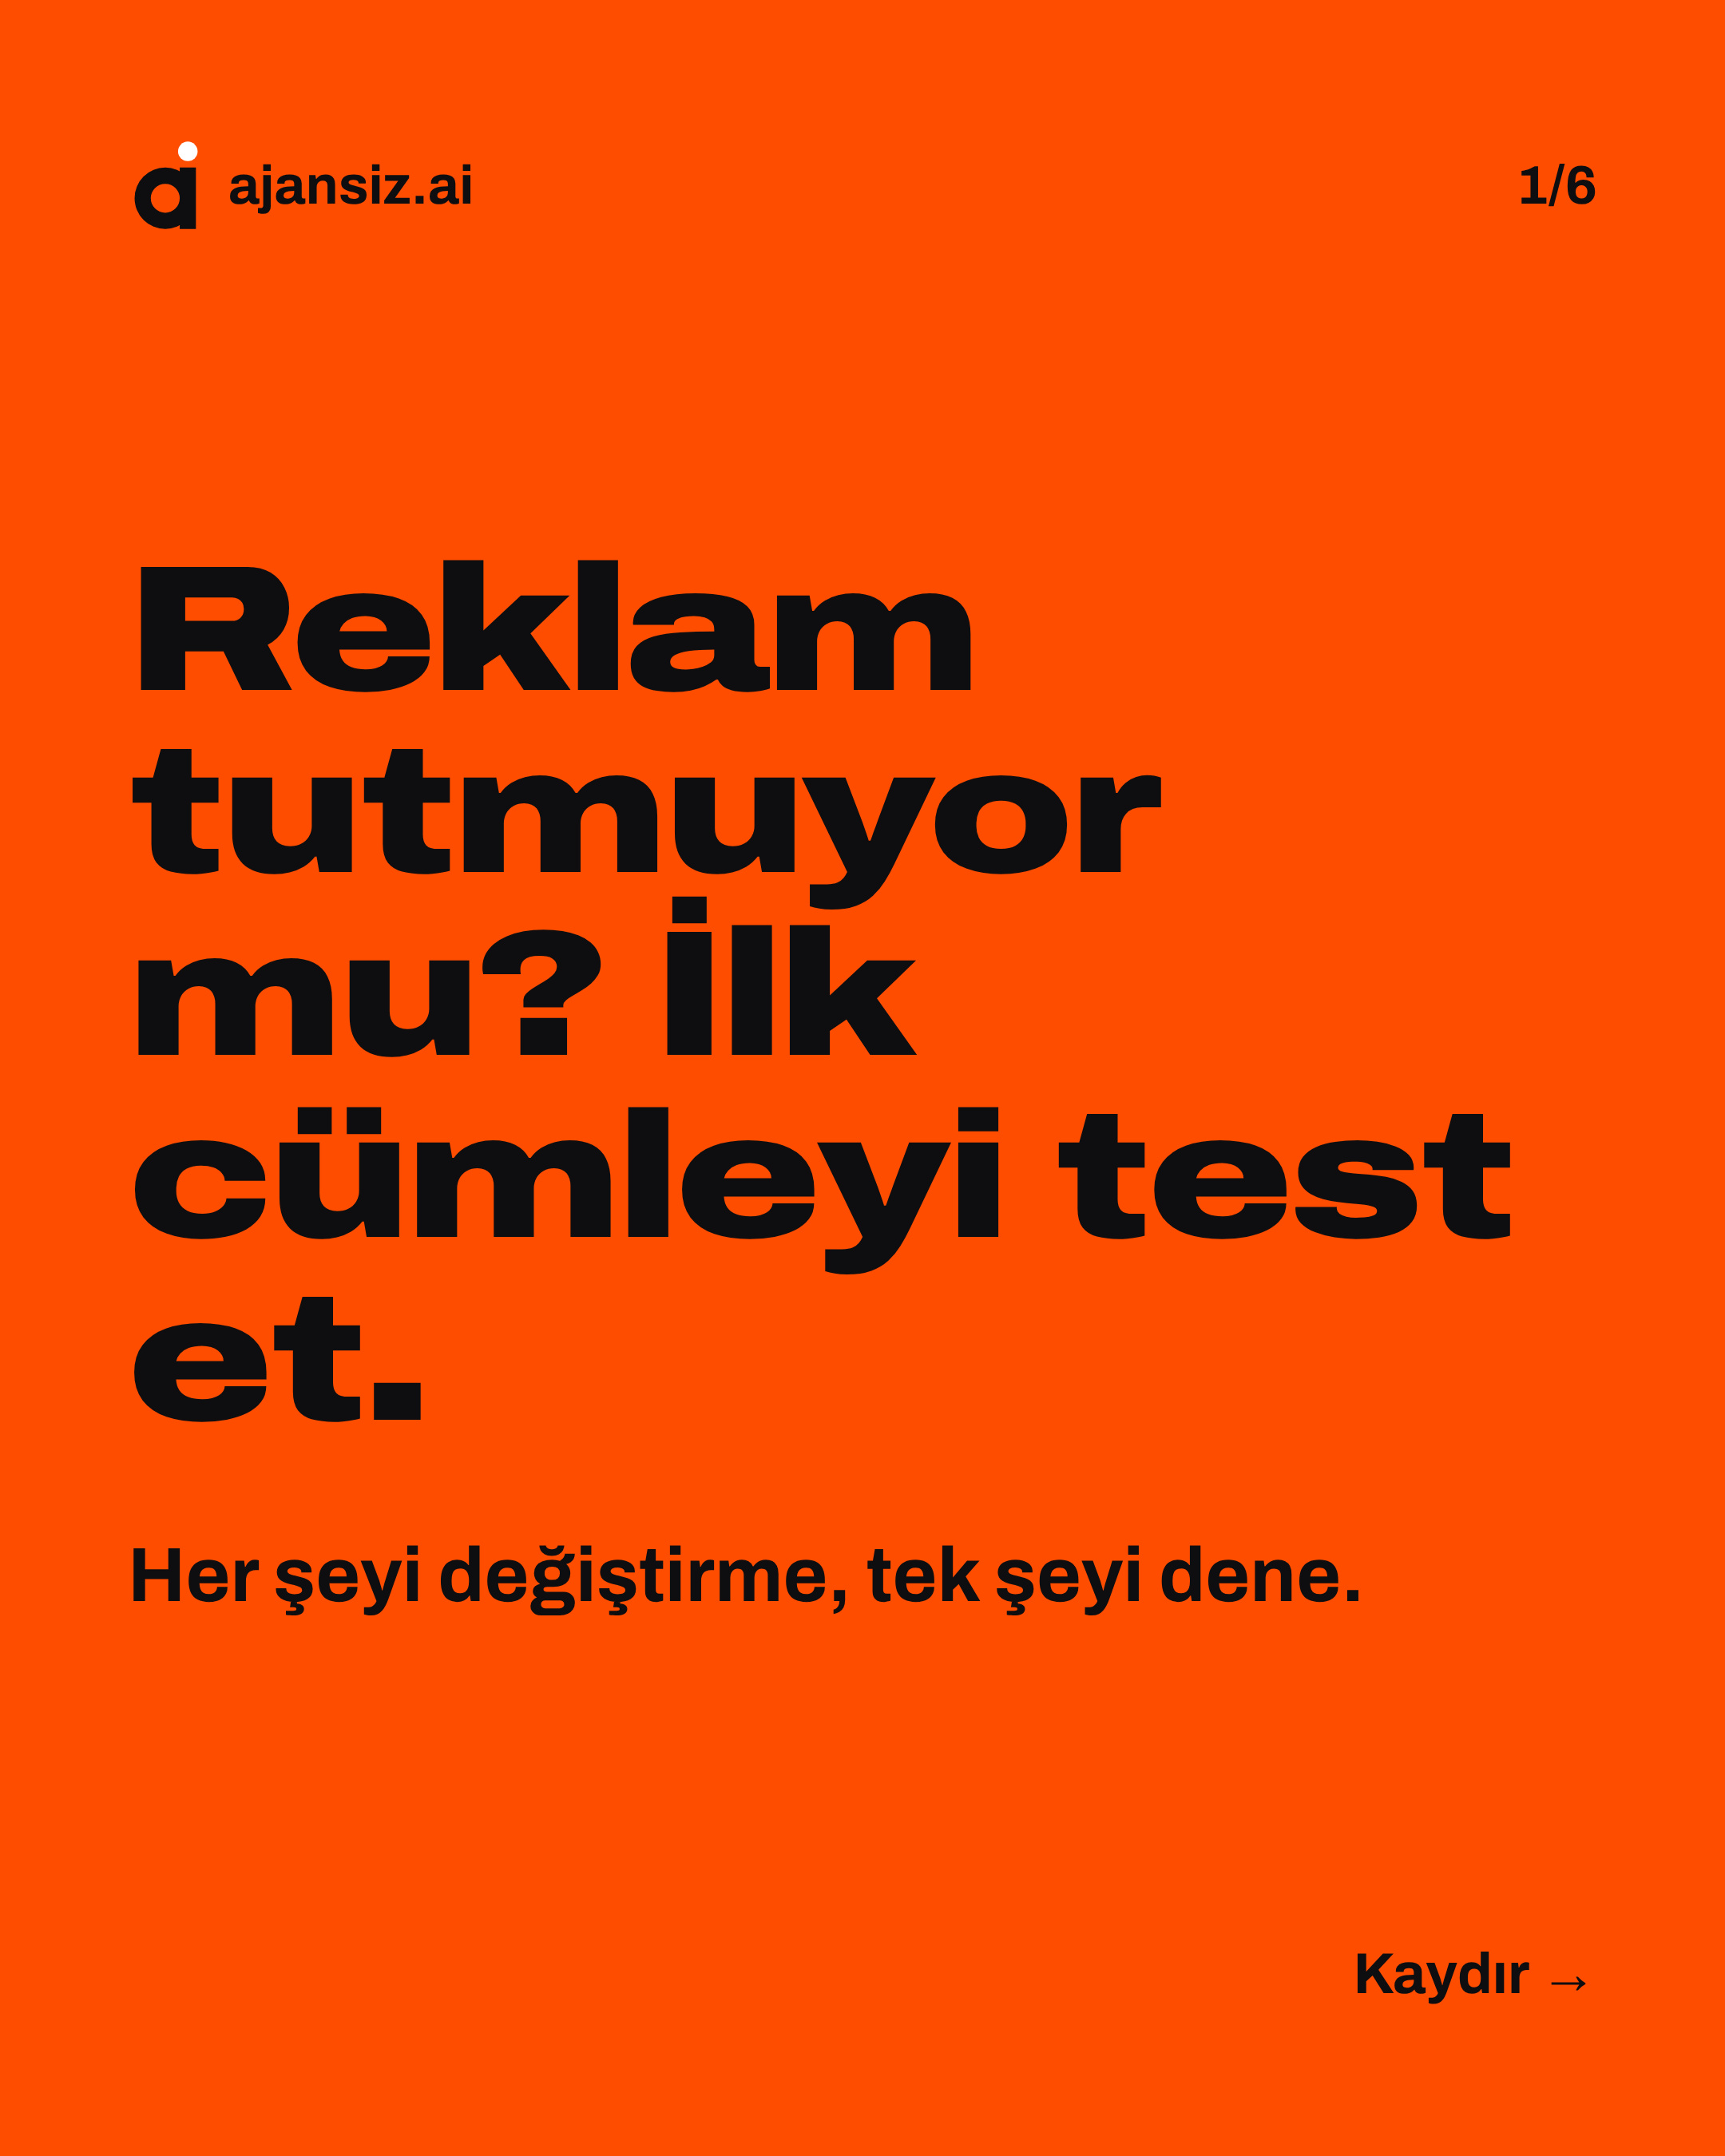 ajansiz.ai
1/6
Reklam
tutmuyor
mu? İlk
cümleyi test
et.
Her şeyi değiştirme, tek şeyi dene.
Kaydır →